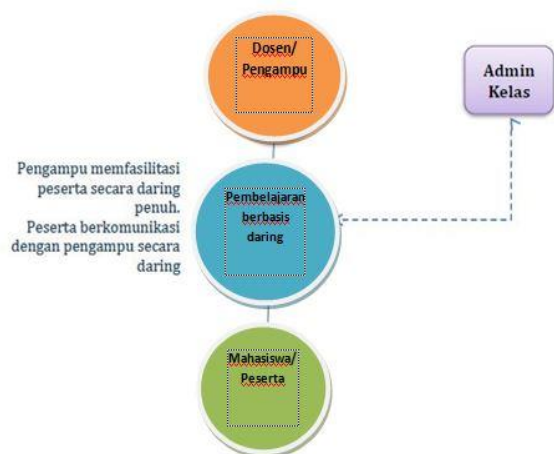 Dosen/
Pengampu
Admin
Kelas
Pengampu memfasilitasi
peserta secara daring
penuh.
Peserta berkomunikasi
dengan pengampu secara
daring
Pembelajaran
berbasis
daring
Mahasiswa/
Peserta